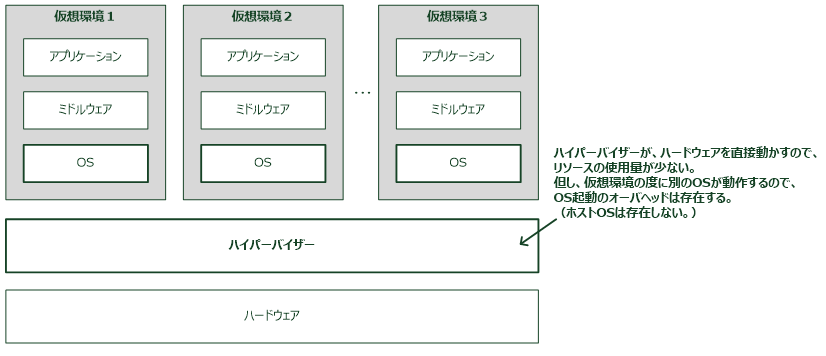 仮想環境1
アプリケーション
ミドルウェア
OS
仮想環境2
アプリケーション
ミドルウェア
OS
…
仮想環境3
アプリケーション
ミドルウェア
OS
ハイパーバイザーが、ハードウェアを直接動かすので、
リソースの使用量が少ない。
但し、仮想環境の度に別のOSが動作するので、
OS起動のオーバヘッドは存在する。
(ホストOSは存在しない。)
ハイパーバイザー
ハードウェア